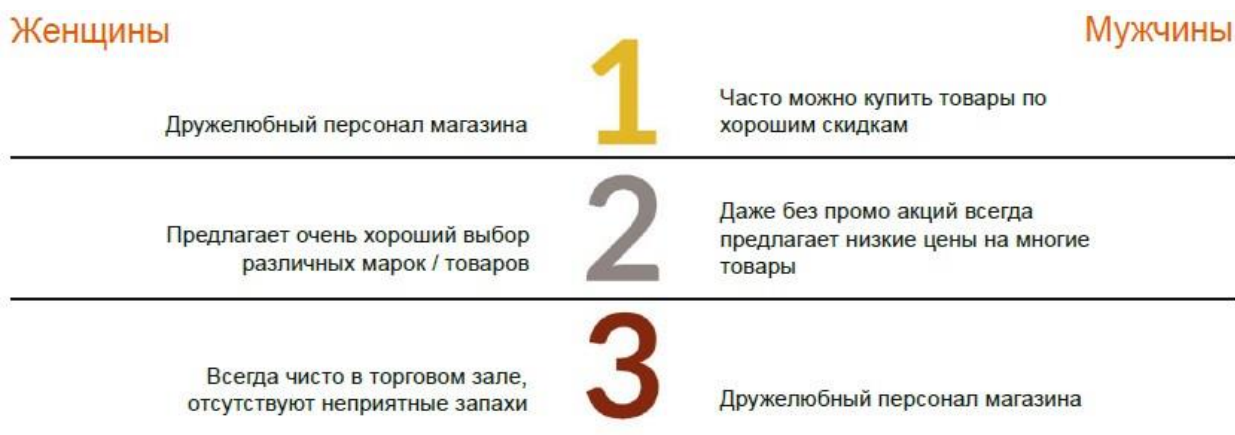 Женщины
Мужчины
Дружелюбный персонал магазина
1
Часто можно купить товары по
хорошим скидкам
Предлагает очень хороший выбор
различных марок / товаров
2
Даже без промо акций всегда
предлагает низкие цены на многие
товары
Всегда чисто в торговом зале,
отсутствуют неприятные запахи
3
Дружелюбный персонал магазина